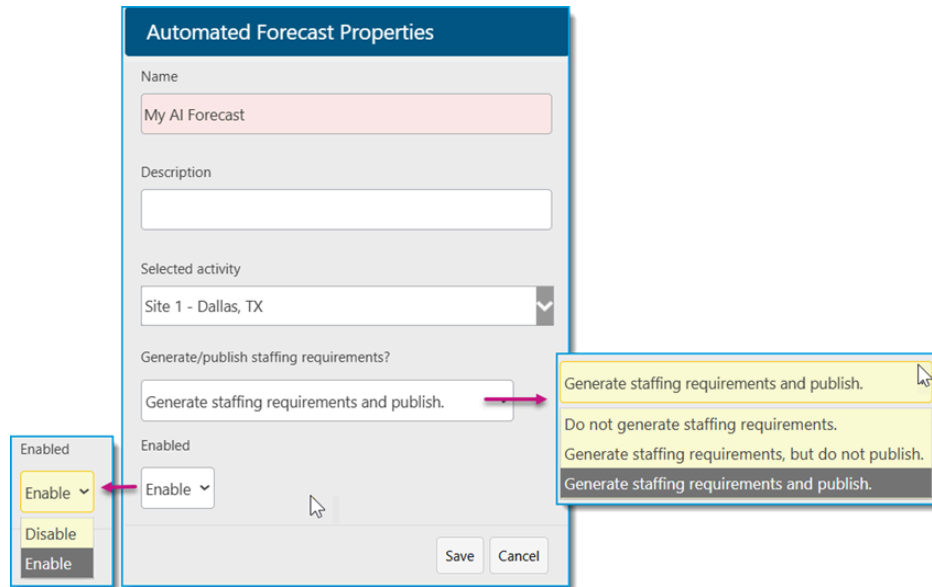 Automated Forecast Properties
Name
My AI Forecast
Description
Selected activity
Site 1 - Dallas, TX
Generate/publish staffing requirements?
Generate staffing requirements and publish.
Enabled
Enable
Save
Cancel
Generate staffing requirements and publish.
Do not generate staffing requirements.
Generate staffing requirements, but do not publish.
Generate staffing requirements and publish.
Enabled
Enable
Disable
Enable